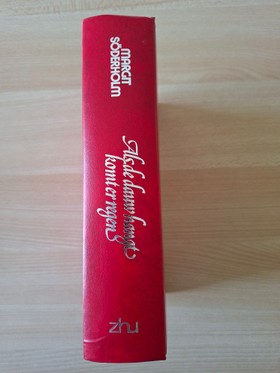 MARGIT
SÖDERHOLM
Als de dauw hangt
komt er regen
zhu